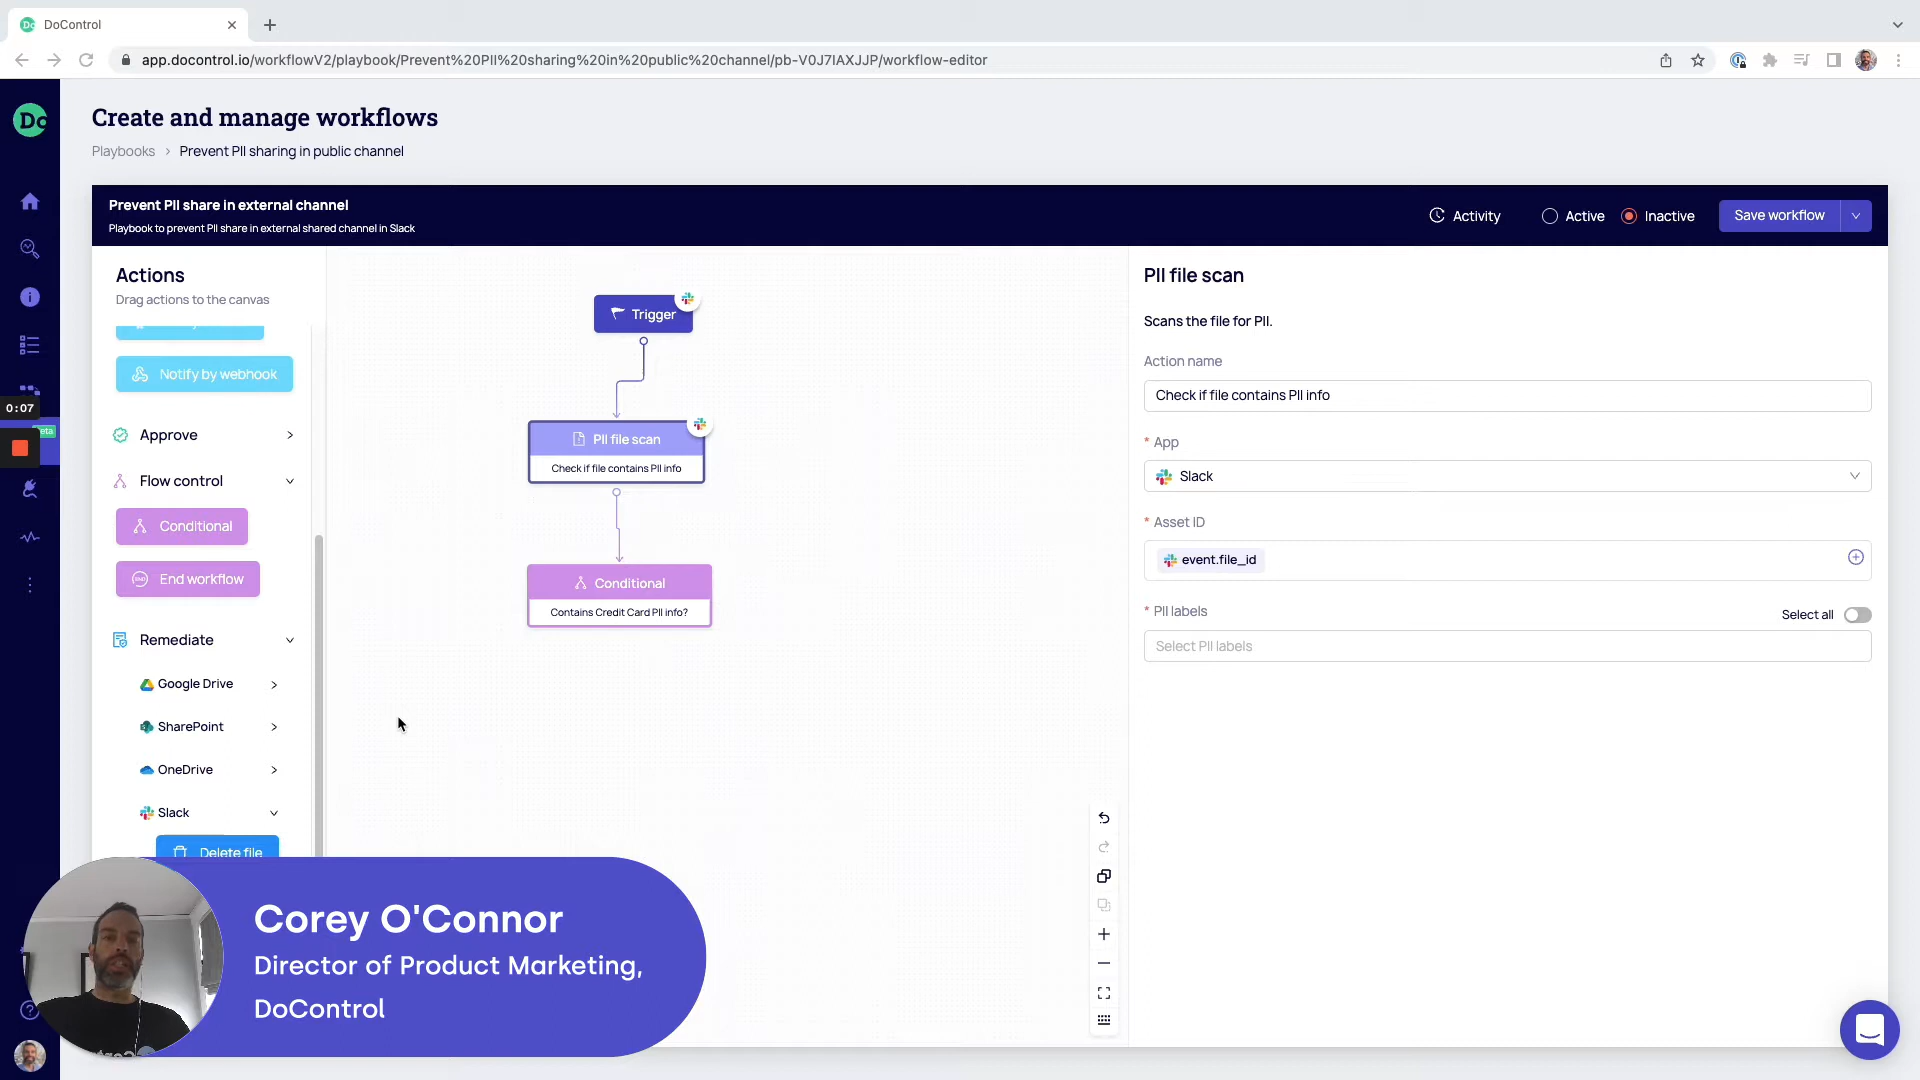 DoControl
app.docontrol.io/workflowV2/playbook/Prevent%20PII%20sharing%20in%20public%20channel/pb-V0J7IAXJJP/workflow-editor
Do
Create and manage workflows
Playbooks > Prevent PII sharing in public channel
Prevent PII share in external channel
Playbook to prevent PII share in external shared channel in Slack
Activity
Active
Inactive
Save workflow
Actions
Drag actions to the canvas
Notify by webhook
Approve
Flow control
Conditional
END
End workflow
Remediate
Google Drive
SharePoint
OneDrive
Slack
Delete file
0:07
eta
Trigger
PII file scan
Check if file contains PII info
Conditional
Contains Credit Card PII info?
PII file scan
Scans the file for PII.
Action name
Check if file contains PII info
* App
Slack
* Asset ID
event.file_id
* PII labels
Select all
Select PII labels
Corey O'Connor
Director of Product Marketing,
DoControl